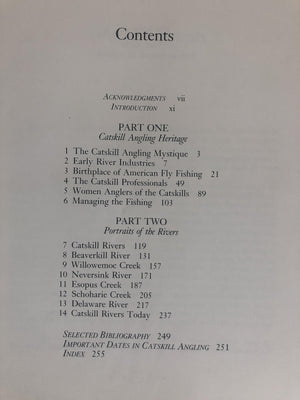 Contents
ACKNOWLEDGMENTS vii
INTRODUCTION xi
PART ONE
Catskill Angling Heritage
1 The Catskill Angling Mystique 3
2 Early River Industries 7
3 Birthplace of American Fly Fishing 21
4 The Catskill Professionals 49
5 Women Anglers of the Catskills 89
6 Managing the Fishing 103
PART TWO
Portraits of the Rivers
7 Catskill Rivers 119
8 Beaverkill River 131
9 Willowemoc Creek 157
10 Neversink River 171
11 Esopus Creek 187
12 Schoharie Creek 205
13 Delaware River 217
14 Catskill Rivers Today 237
SELECTED BIBLIOGRAPHY 249
IMPORTANT DATES IN CATSKILL ANGLING 251
INDEX 255